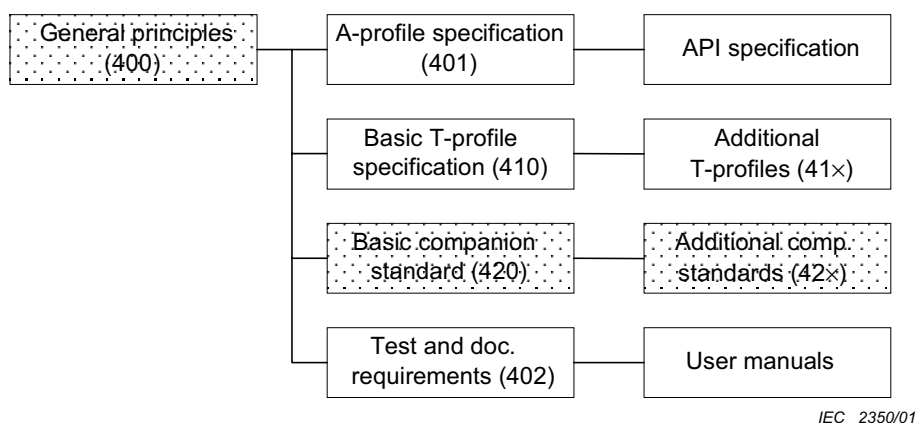 General principles
(400)
A-profile specification
(401)
API specification
Basic T-profile
specification (410)
Additional
T-profiles (41×)
Basic companion
standard (420)
Additional comp.
standards (42×)
Test and doc.
requirements (402)
User manuals
IEC 2350/01